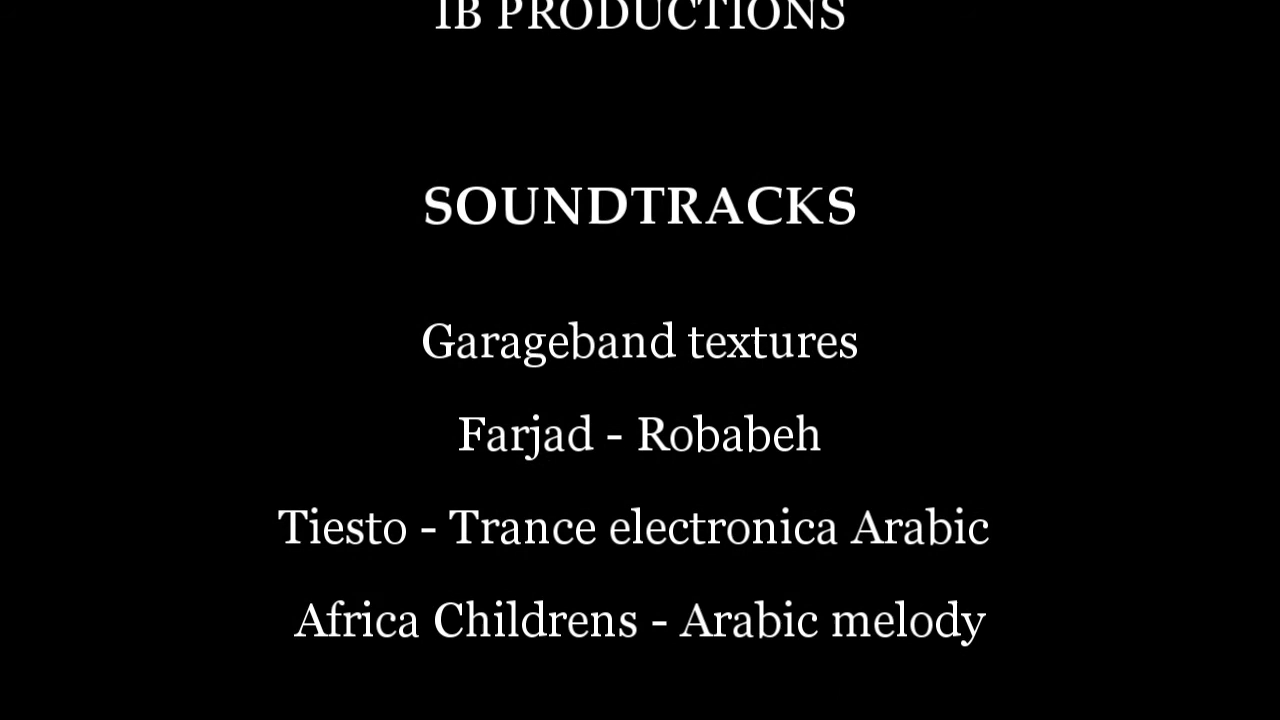 IB PRODUCTIONS
SOUNDTRACKS
Garageband textures
Farjad - Robabeh
Tiesto - Trance electronica Arabic
Africa Childrens - Arabic melody